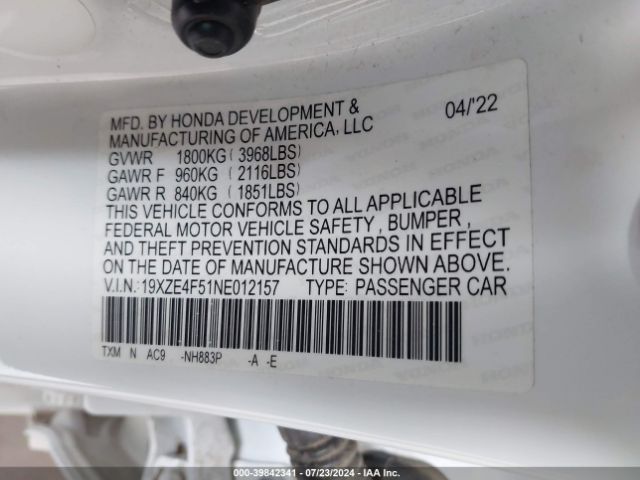 MFD. BY HONDA DEVELOPMENT & 04/'22
MANUFACTURING OF AMERICA, LLC
GVWR 1800KG ( 3968LBS)
GAWR F 960KG ( 2116LBS)
GAWR R 840KG ( 1851LBS)
THIS VEHICLE CONFORMS TO ALL APPLICABLE
FEDERAL MOTOR VEHICLE SAFETY , BUMPER ,
AND THEFT PREVENTION STANDARDS IN EFFECT
ON THE DATE OF MANUFACTURE SHOWN ABOVE.
V.I.N.: 19XZE4F51NE012157 TYPE: PASSENGER CAR
TXM N AC9 -NH883P -A -E
000-39842341 / 07/23/2024 / IAA Inc.